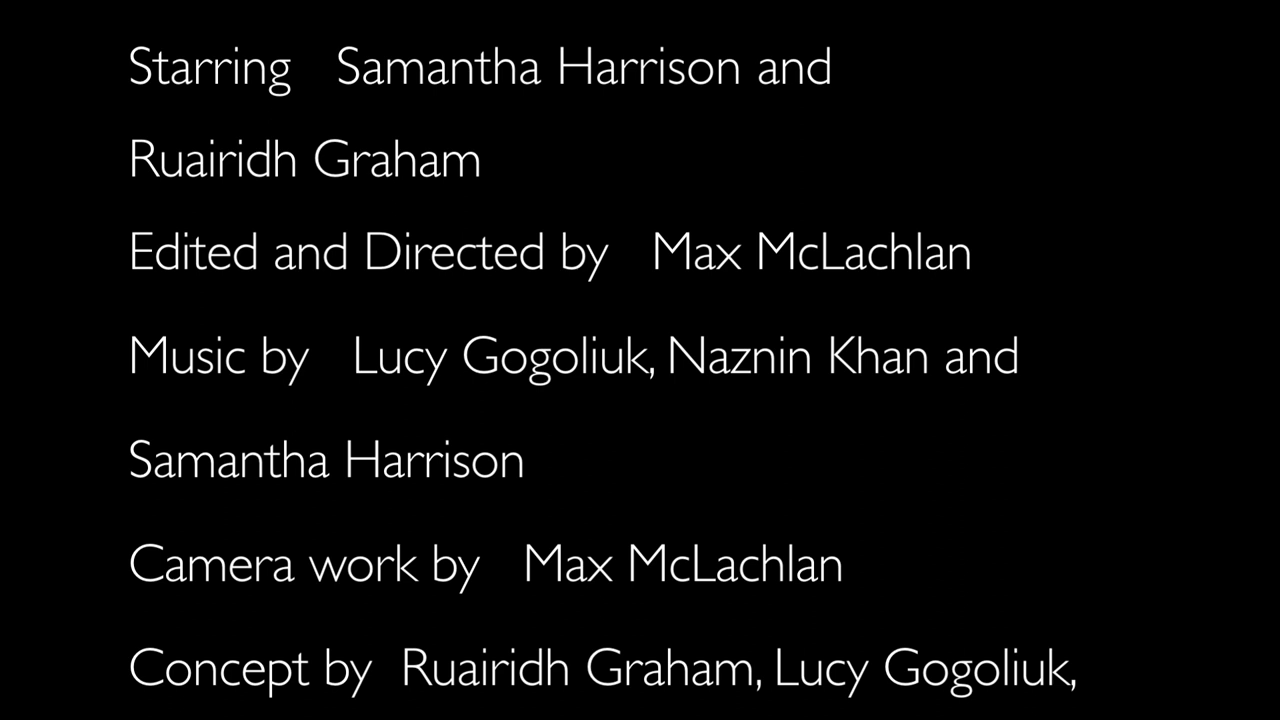 Starring Samantha Harrison and
Ruairidh Graham
Edited and Directed by Max McLachlan
Music by Lucy Gogoliuk, Naznin Khan and
Samantha Harrison
Camera work by Max McLachlan
Concept by Ruairidh Graham, Lucy Gogoliuk,